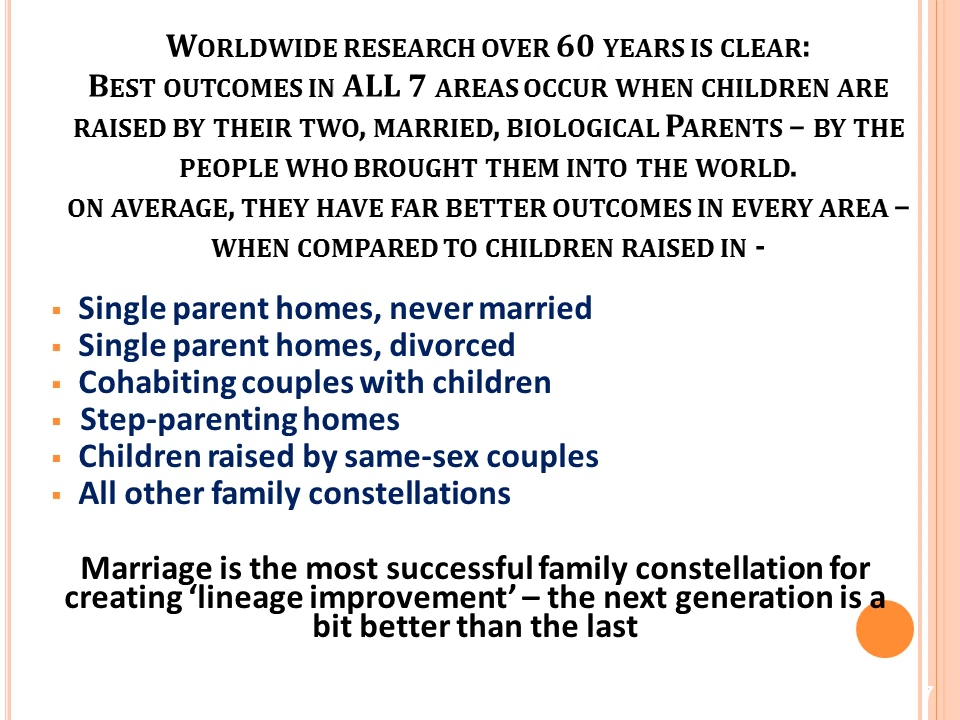 WORLDWIDE RESEARCH OVER 60 YEARS IS CLEAR:
BEST OUTCOMES IN ALL 7 AREAS OCCUR WHEN CHILDREN ARE
RAISED BY THEIR TWO, MARRIED, BIOLOGICAL PARENTS – BY THE
PEOPLE WHO BROUGHT THEM INTO THE WORLD.
ON AVERAGE, THEY HAVE FAR BETTER OUTCOMES IN EVERY AREA –
WHEN COMPARED TO CHILDREN RAISED IN -
▪ Single parent homes, never married
▪ Single parent homes, divorced
▪ Cohabiting couples with children
▪ Step-parenting homes
▪ Children raised by same-sex couples
▪ All other family constellations
Marriage is the most successful family constellation for
creating ‘lineage improvement’ – the next generation is a
bit better than the last
7